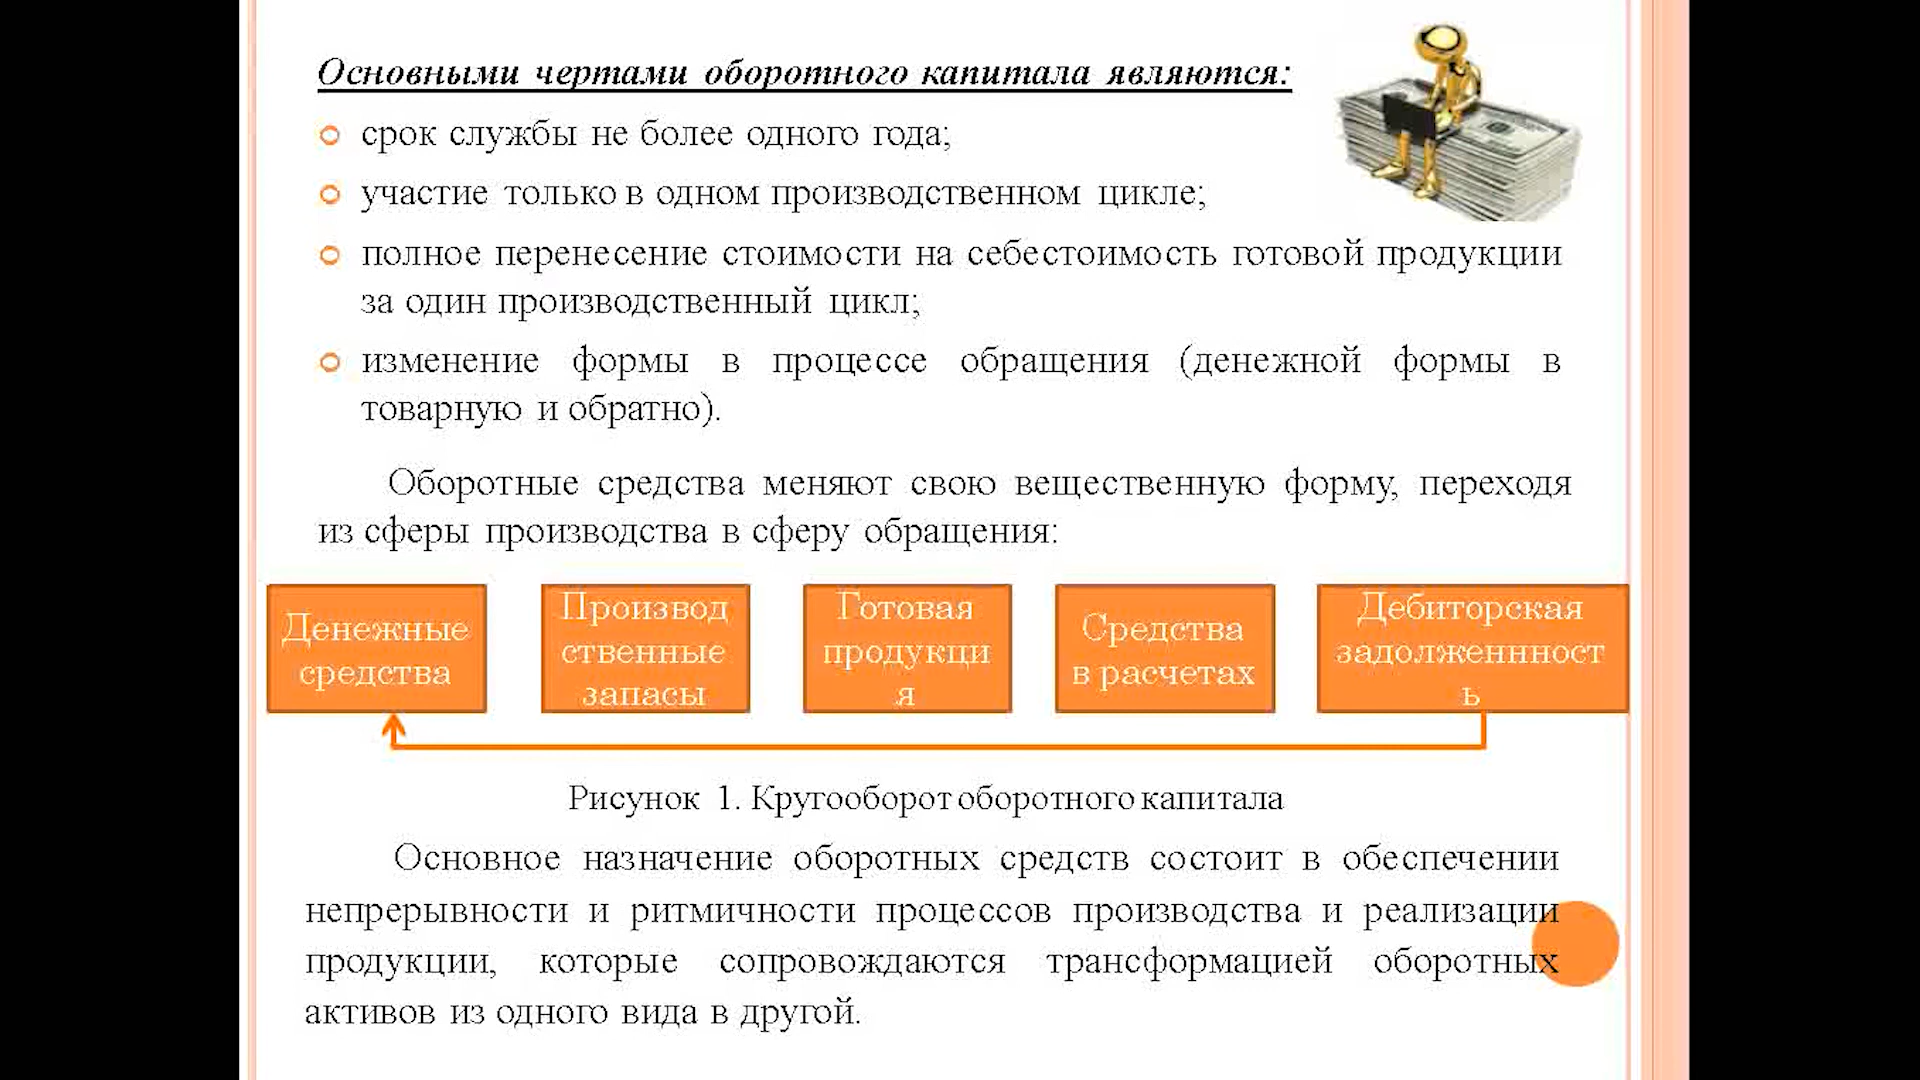 Основными чертами оборотного капитала являются:
срок службы не более одного года;
участие только в одном производственном цикле;
полное перенесение стоимости на себестоимость готовой продукции
за один производственный цикл;
изменение формы в процессе обращения (денежной формы в
товарную и обратно).
Оборотные средства меняют свою вещественную форму, переходя
из сферы производства в сферу обращения:
Денежные
средства
Производ
ственные
запасы
Готовая
продукци
я
Средства
в расчетах
Дебиторская
задолженнност
ь
Рисунок 1. Кругооборот оборотного капитала
Основное назначение оборотных средств состоит в обеспечении
непрерывности и ритмичности процессов производства и реализации
продукции, которые сопровождаются трансформацией оборотных
активов из одного вида в другой.